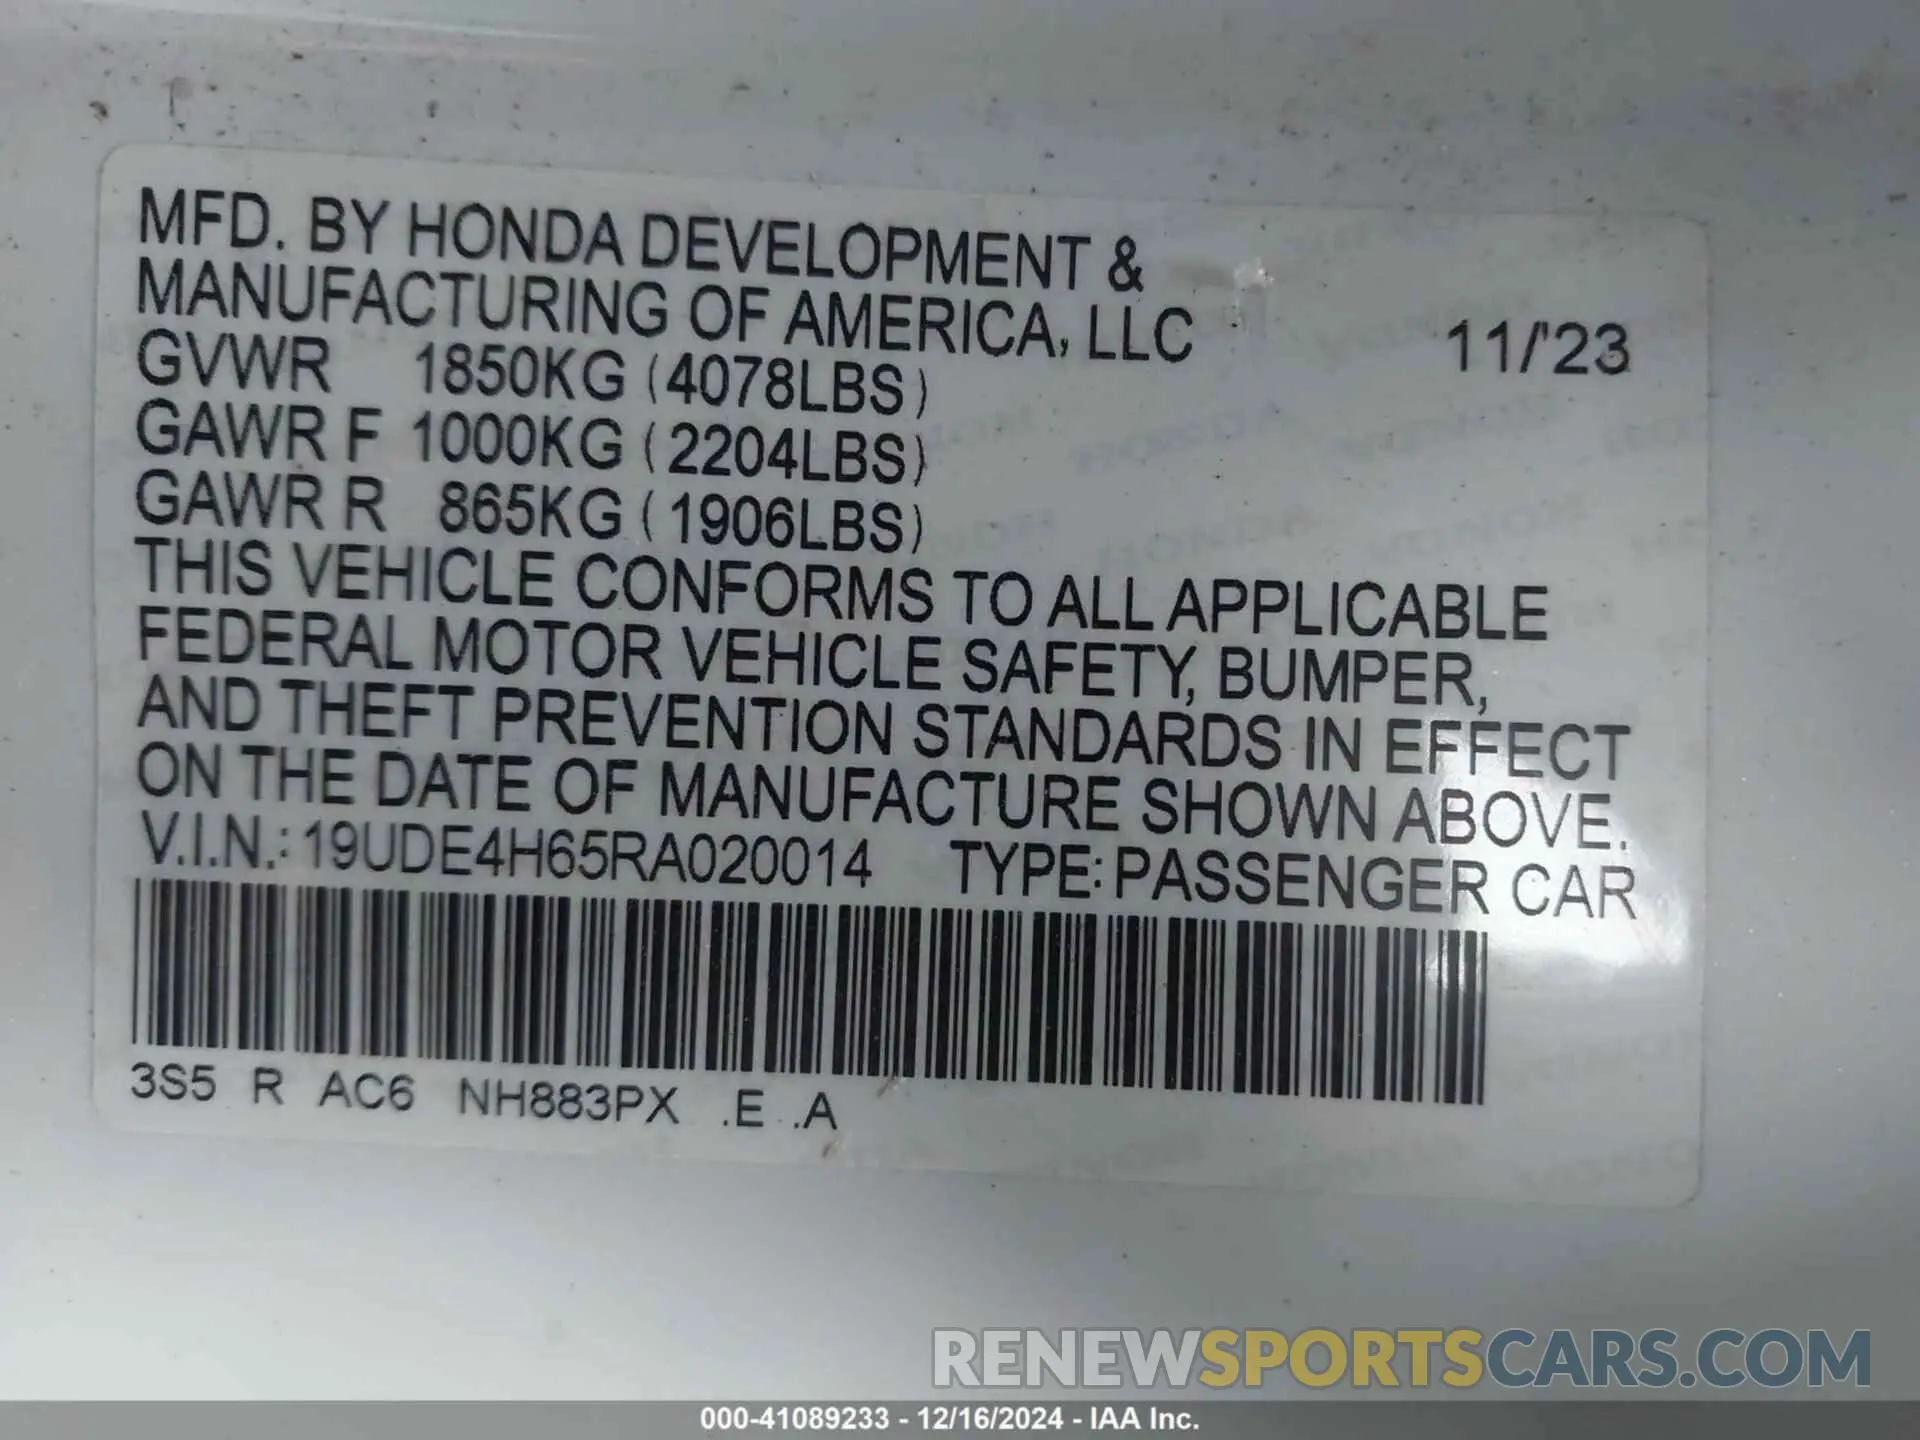 MFD. BY HONDA DEVELOPMENT &
MANUFACTURING OF AMERICA, LLC 11/'23
GVWR 1850KG (4078LBS)
GAWR F 1000KG (2204LBS)
GAWR R 865KG (1906LBS)
THIS VEHICLE CONFORMS TO ALL APPLICABLE
FEDERAL MOTOR VEHICLE SAFETY, BUMPER,
AND THEFT PREVENTION STANDARDS IN EFFECT
ON THE DATE OF MANUFACTURE SHOWN ABOVE.
V.I.N.: 19UDE4H65RA020014 TYPE: PASSENGER CAR
3S5 R AC6 NH883PX .E .A
RENEWSPORTSCARS.COM
000-41089233 - 12/16/2024 - IAA Inc.